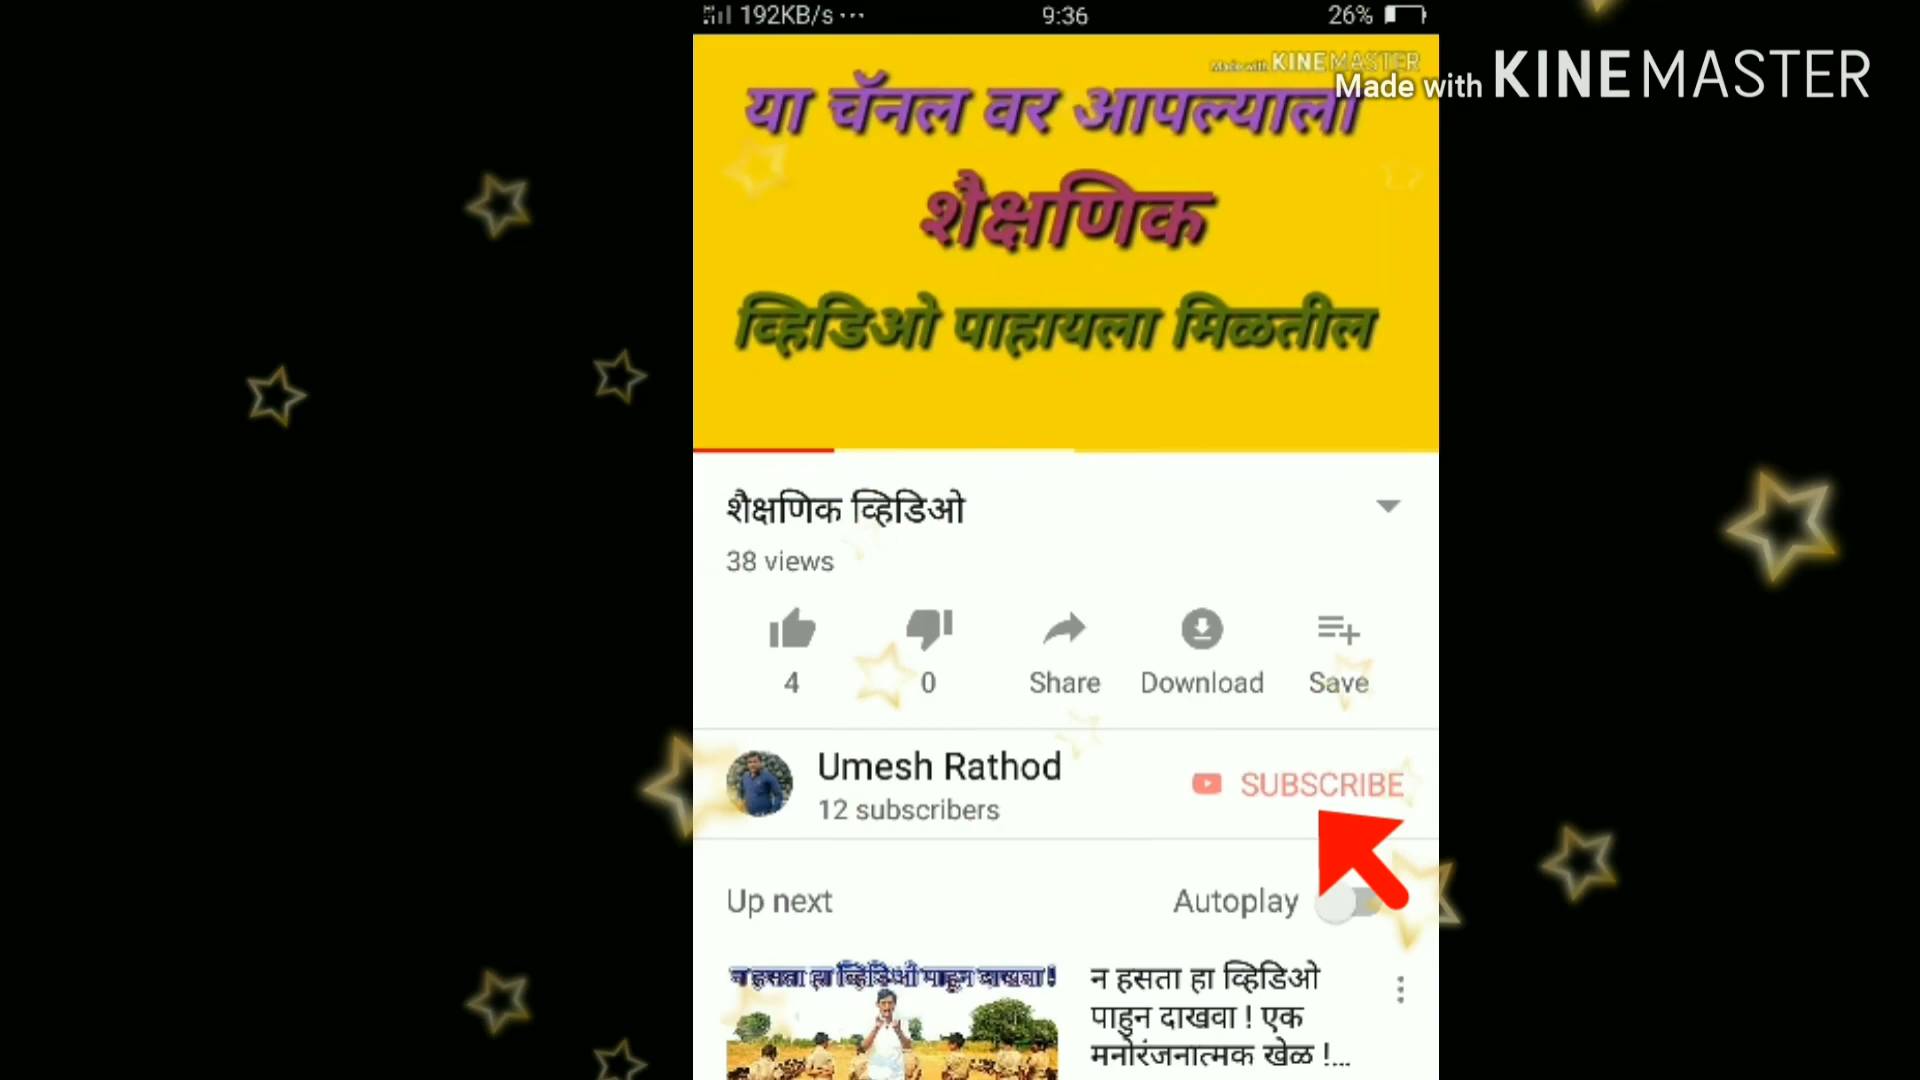 192KB/s ...
9:36
26%
Made with KINEMASTER
Made with KINEMASTER
या चॅनल वर आपल्याला
शैक्षणिक
व्हिडिओ पाहायला मिळतील
शैक्षणिक व्हिडिओ
38 views
4
0
Share
Download
Save
Umesh Rathod
12 subscribers
SUBSCRIBE
Up next
Autoplay
न हसता हा व्हिडिओ पाहून दाखवा !
न हसता हा व्हिडिओ
पाहुन दाखवा ! एक
मनोरंजनात्मक खेळ !...